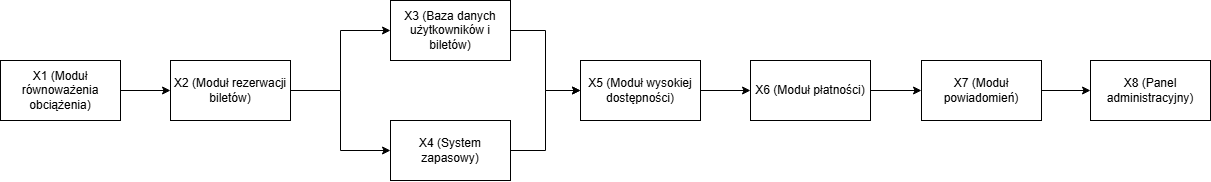 X1 (Moduł
równoważenia
obciążenia)
X2 (Moduł rezerwacji
biletów)
X3 (Baza danych
użytkowników i
biletów)
X4 (System
zapasowy)
X5 (Moduł wysokiej
dostępności)
X6 (Moduł płatności)
X7 (Moduł
powiadomień)
X8 (Panel
administracyjny)